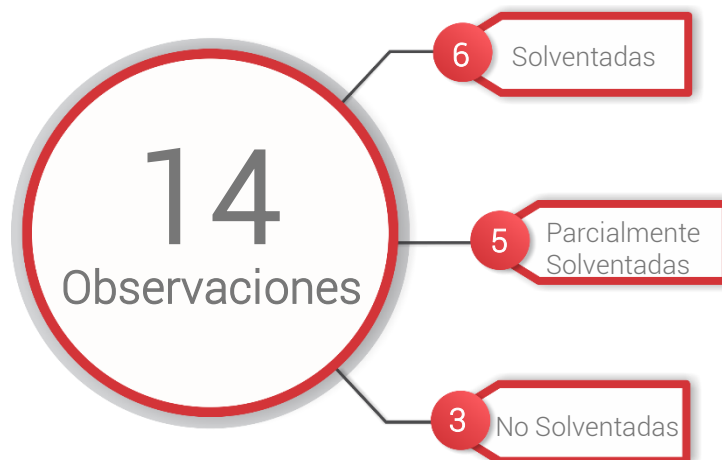 14
Observaciones
6
Solventadas
5
Parcialmente
Solventadas
3
No Solventadas